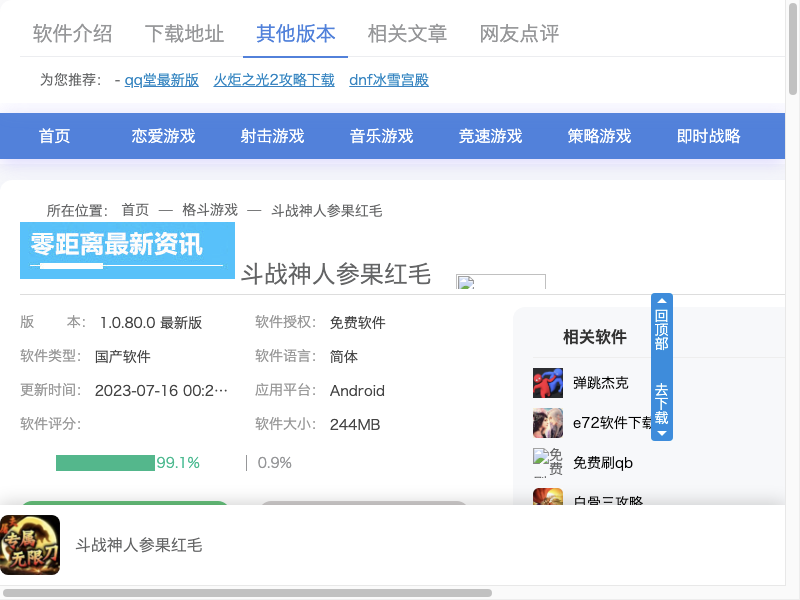 软件介绍 下载地址 其他版本 相关文章 网友点评
为您推荐： - qq堂最新版 火炬之光2攻略下载 dnf冰雪宫殿
首页 恋爱游戏 射击游戏 音乐游戏 竞速游戏 策略游戏 即时战略
所在位置： 首页 — 格斗游戏 — 斗战神人参果红毛
零距离最新资讯
斗战神人参果红毛
版 本： 1.0.80.0 最新版 软件授权： 免费软件
软件类型： 国产软件 软件语言： 简体
更新时间： 2023-07-16 00:2… 应用平台： Android
软件评分： 软件大小： 244MB
99.1% 0.9%
相关软件
弹跳杰克
e72软件下载
免费 免费刷qb
白骨三攻略
回顶部
去下载
专属无限刀
斗战神人参果红毛